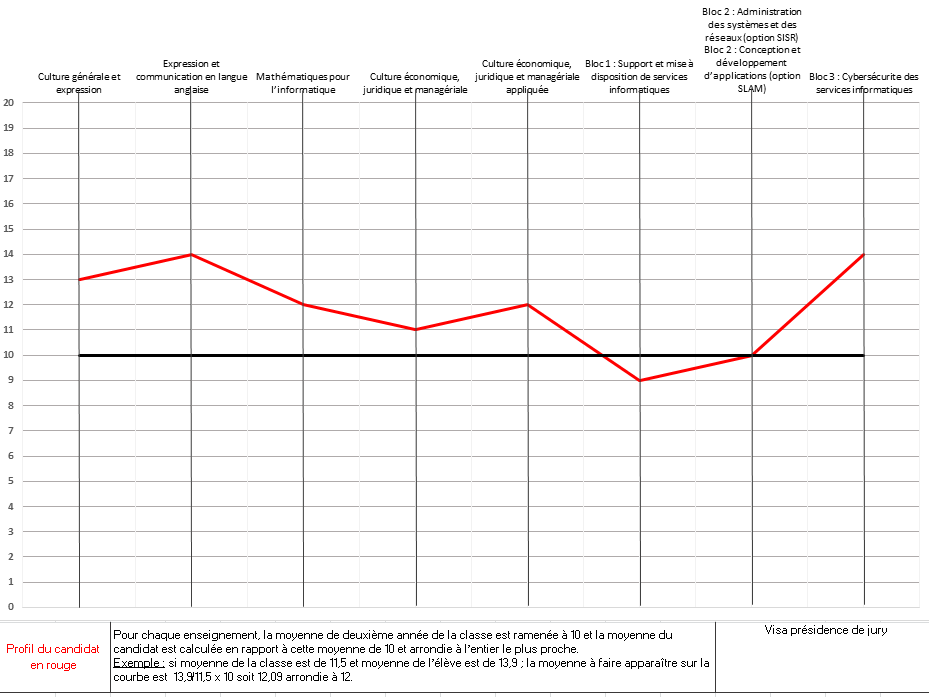 Bloc 2 : Administration
des systèmes et des
réseaux (option SISR)
Bloc 2 : Conception et
développement
d'applications (option
SLAM)
Culture générale et
expression
Expression et
communication en langue
anglaise
Mathématiques pour
l'informatique
Culture économique,
juridique et managériale
Culture économique,
juridique et managériale
appliquée
Bloc 1 : Support et mise à
disposition de services
informatiques
Bloc 3 : Cybersécurite des
services informatiques
20
19
18
17
16
15
14
13
12
11
10
9
8
7
6
5
4
3
2
1
0
Profil du candidat
en rouge
Pour chaque enseignement, la moyenne de deuxième année de la classe est ramenée à 10 et la moyenne du
candidat est calculée en rapport à cette moyenne de 10 et arrondie à l'entier le plus proche.
Exemple : si moyenne de la classe est de 11,5 et moyenne de l'élève est de 13,9 ; la moyenne à faire apparaître sur la
courbe est 13,9/11,5 x 10 soit 12,09 arrondie à 12.
Visa présidence de jury